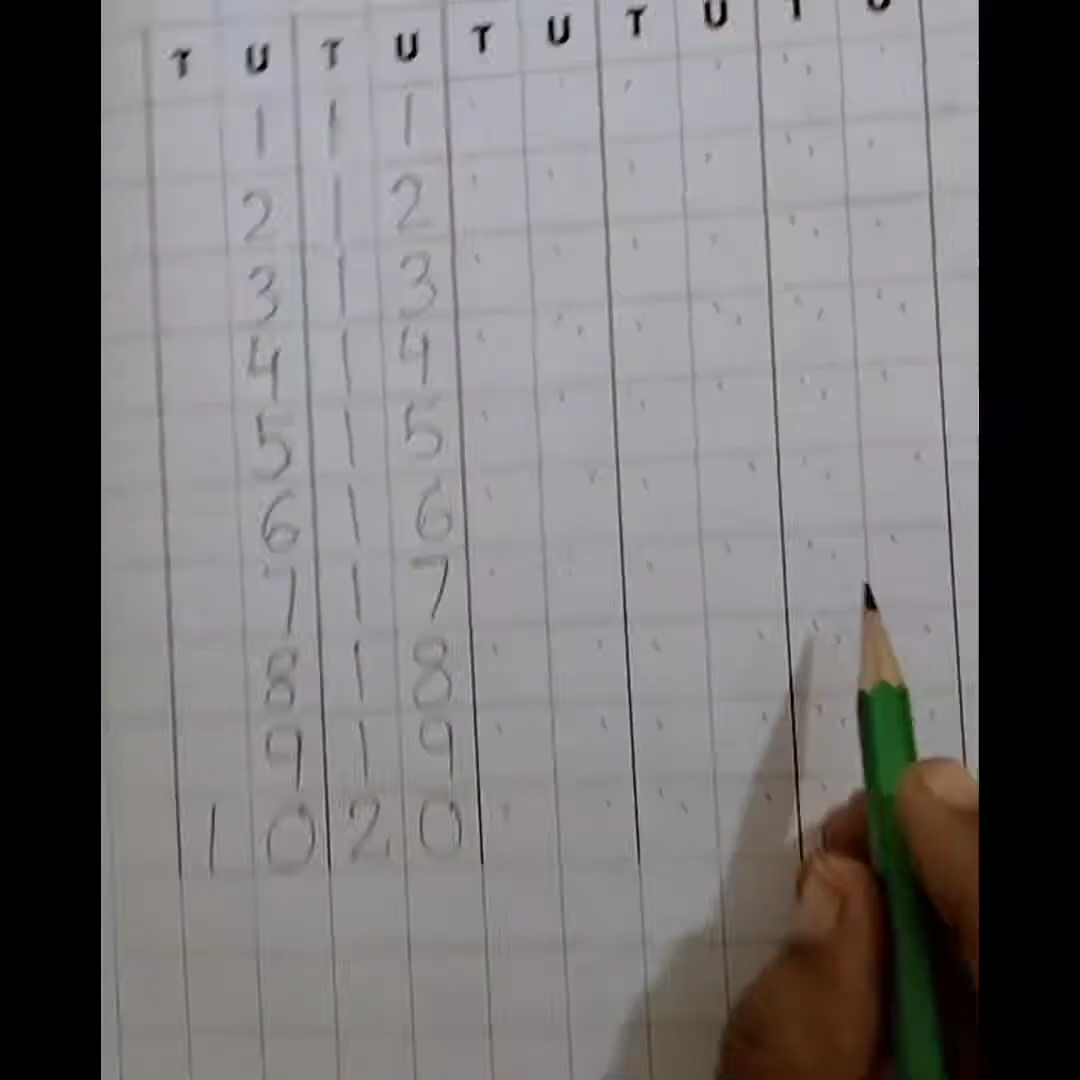 T U T U T U T U T U
1 1 1
2 1 2
3 1 3
4 1 4
5 1 5
6 1 6
7 1 7
8 1 8
9 1 9
1 0 2 0